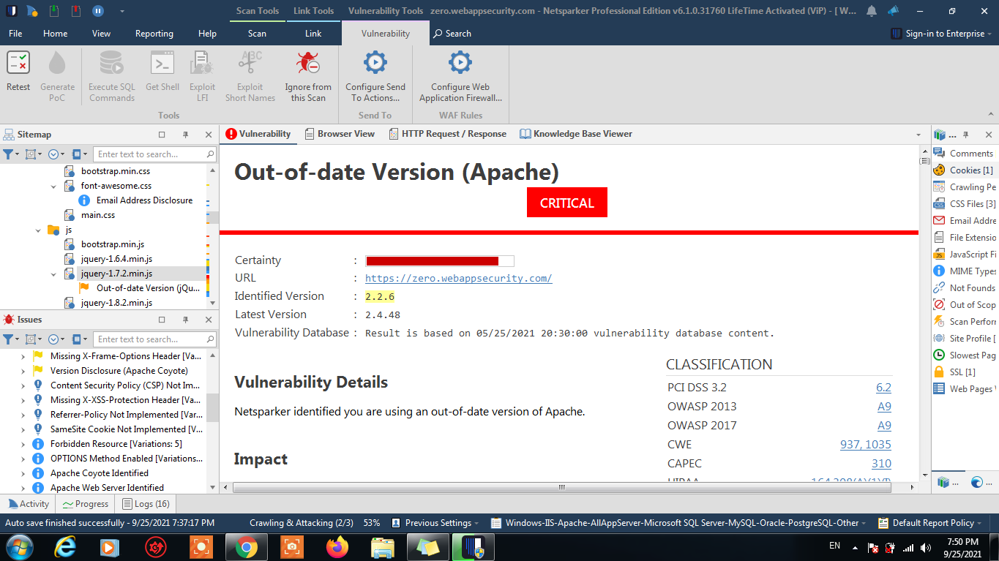 Scan Tools Link Tools Vulnerability Tools zero.webappsecurity.com - Netsparker Professional Edition v6.1.0.31760 LifeTime Activated (ViP) - [ W...
File Home View Reporting Help Scan Link Vulnerability Search Sign-in to Enterprise
Retest
Generate PoC
Execute SQL Commands
Get Shell
Exploit LFI
ABC
Exploit Short Names
Ignore from this Scan
Configure Send To Actions...
Configure Web Application Firewall...
Tools Send To WAF Rules
Sitemap
Enter text to search...
bootstrap.min.css
font-awesome.css
Email Address Disclosure
main.css
js
bootstrap.min.js
jquery-1.6.4.min.js
jquery-1.7.2.min.js
Out-of-date Version (jQu...
jquery-1.8.2.min.js
Issues
Enter text to search...
Missing X-Frame-Options Header [Va...
Version Disclosure (Apache Coyote)
Content Security Policy (CSP) Not Im...
Missing X-XSS-Protection Header [Va...
Referrer-Policy Not Implemented [Var...
SameSite Cookie Not Implemented [V...
Forbidden Resource [Variations: 5]
OPTIONS Method Enabled [Variations...
Apache Coyote Identified
Apache Web Server Identified
Vulnerability Browser View HTTP Request / Response Knowledge Base Viewer
Out-of-date Version (Apache)
CRITICAL
Certainty :
URL : https://zero.webappsecurity.com/
Identified Version : 2.2.6
Latest Version : 2.4.48
Vulnerability Database : Result is based on 05/25/2021 20:30:00 vulnerability database content.
Vulnerability Details
Netsparker identified you are using an out-of-date version of Apache.
Impact
CLASSIFICATION
PCI DSS 3.2 6.2
OWASP 2013 A9
OWASP 2017 A9
CWE 937, 1035
CAPEC 310
HIPAA 164.308(A)(1)(I)
...
Comments
Cookies [1]
Crawling Pe
CSS Files [3]
Email Addre
File Extensio
JavaScript Fi
MIME Types
Not Founds
Out of Scop
Scan Perform
Site Profile [
Slowest Pag
SSL [1]
Web Pages W
... ...
Activity Progress Logs (16)
Auto save finished successfully - 9/25/2021 7:37:17 PM Crawling & Attacking (2/3) 53% Previous Settings Windows-IIS-Apache-AllAppServer-Microsoft SQL Server-MySQL-Oracle-PostgreSQL-Other Default Report Policy
EN 7:50 PM
9/25/2021